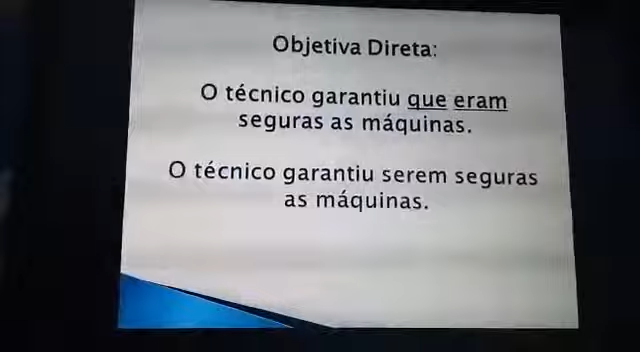 Objetiva Direta:
O técnico garantiu que eram
seguras as máquinas.
O técnico garantiu serem seguras
as máquinas.